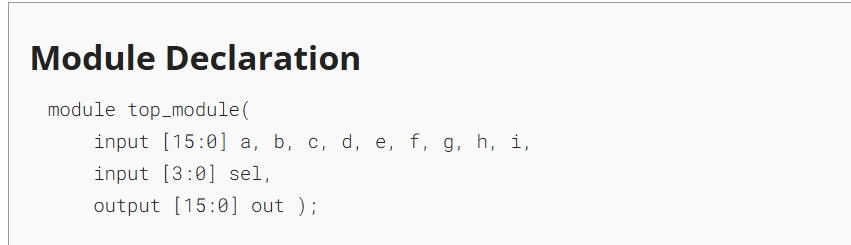 Module Declaration
module top_module(
input [15:0] a, b, c, d, e, f, g, h, i,
input [3:0] sel,
output [15:0] out );